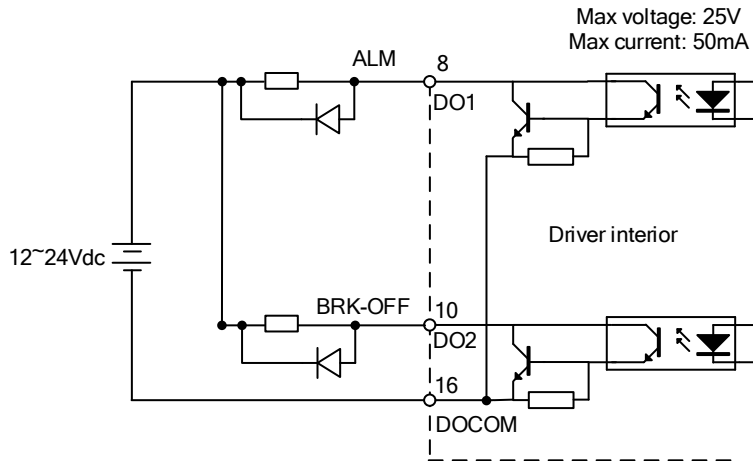 Max voltage: 25V
Max current: 50mA
ALM
8
DO1
12~24Vdc
Driver interior
BRK-OFF
10
DO2
16
DOCOM